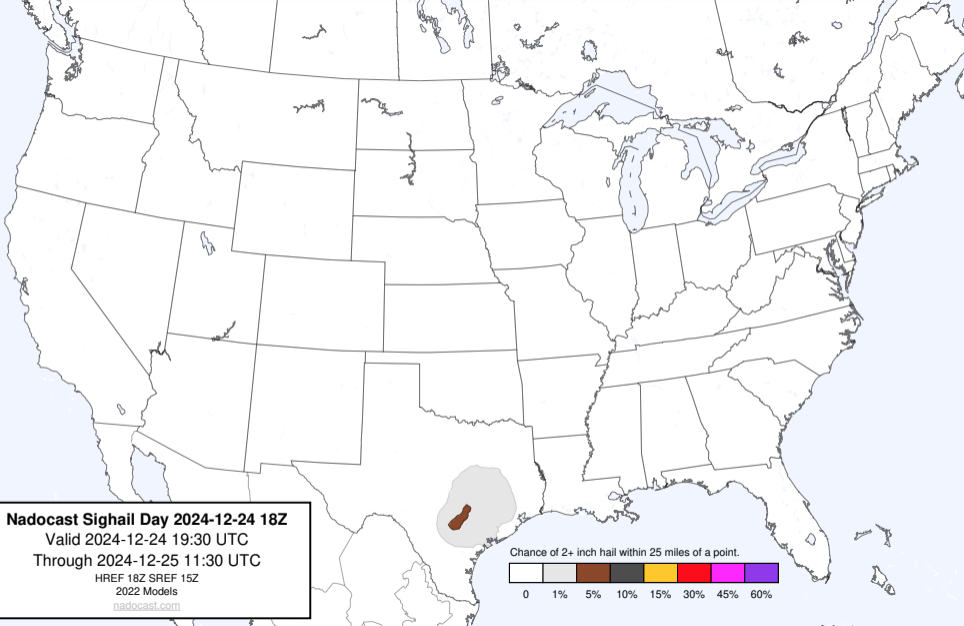 Nadocast Sighail Day 2024-12-24 18Z
Valid 2024-12-24 19:30 UTC
Through 2024-12-25 11:30 UTC
HREF 18Z SREF 15Z
2022 Models
nadocast.com
Chance of 2+ inch hail within 25 miles of a point.
0 1% 5% 10% 15% 30% 45% 60%